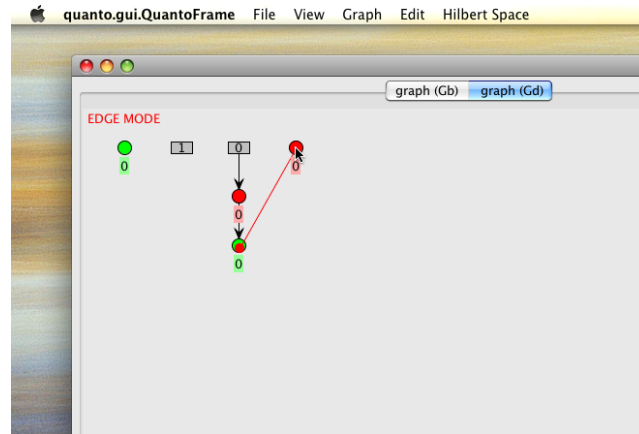 quanto.gui.QuantoFrame File View Graph Edit Hilbert Space
graph (Gb) graph (Gd)
EDGE MODE
1 0
0 0
0
0